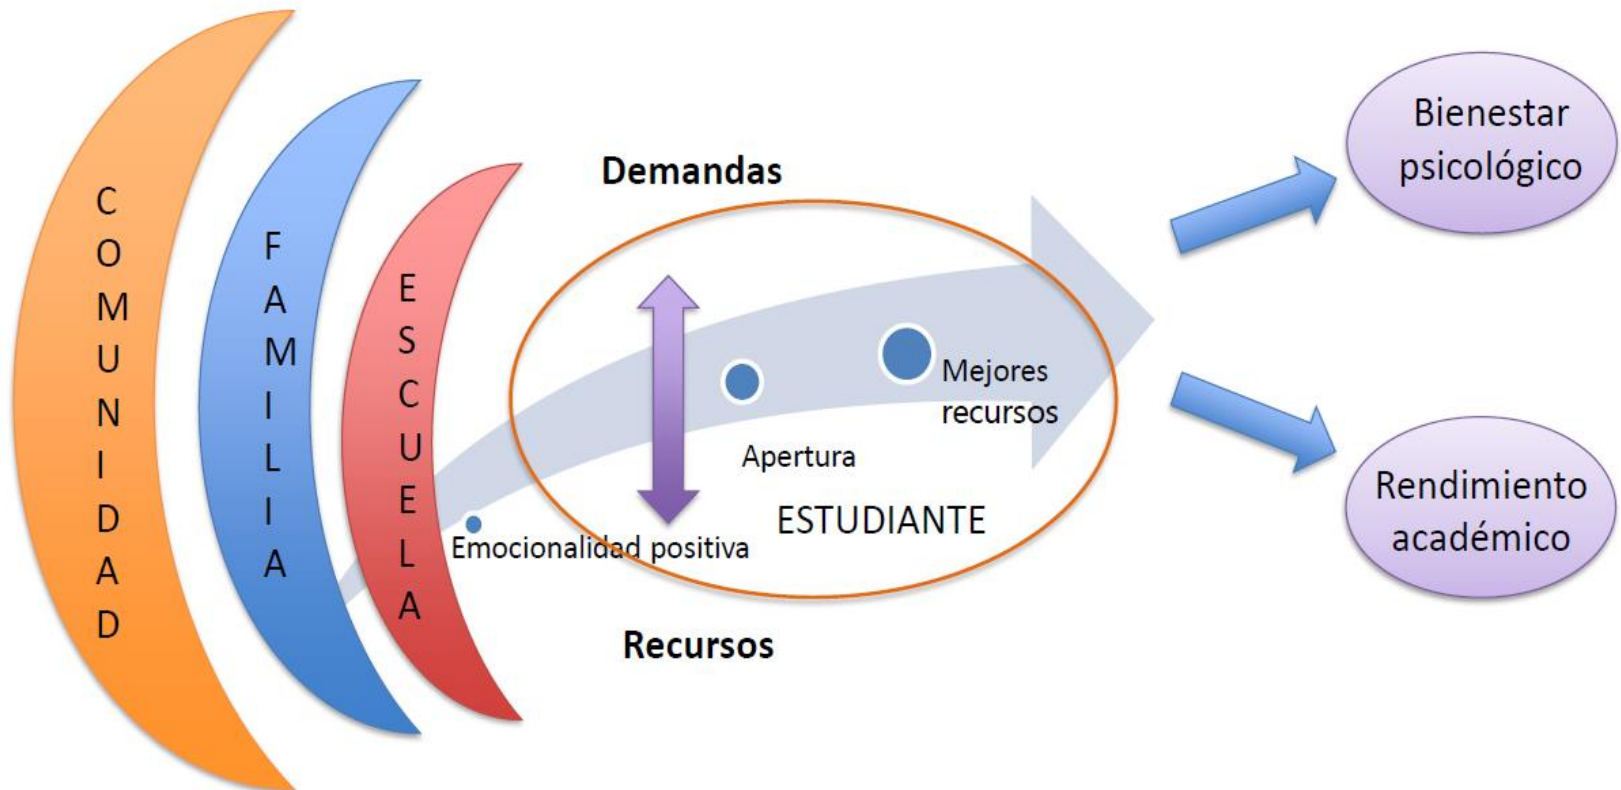 COMUNIDAD
FAMILIA
ESCUELA
Demandas
Emocionalidad positiva
Apertura
Mejores
recursos
ESTUDIANTE
Recursos
Bienestar
psicológico
Rendimiento
académico